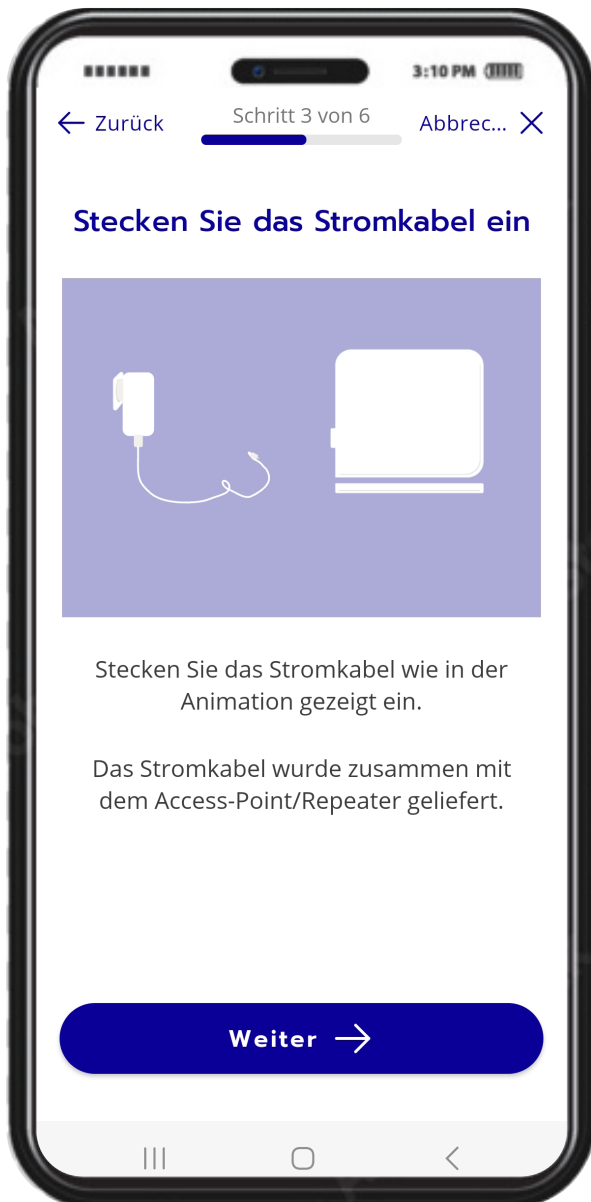 3:10 PM
Zurück
Schritt 3 von 6
Abbrec...
Stecken Sie das Stromkabel ein
Stecken Sie das Stromkabel wie in der
Animation gezeigt ein.
Das Stromkabel wurde zusammen mit
dem Access-Point/Repeater geliefert.
Weiter